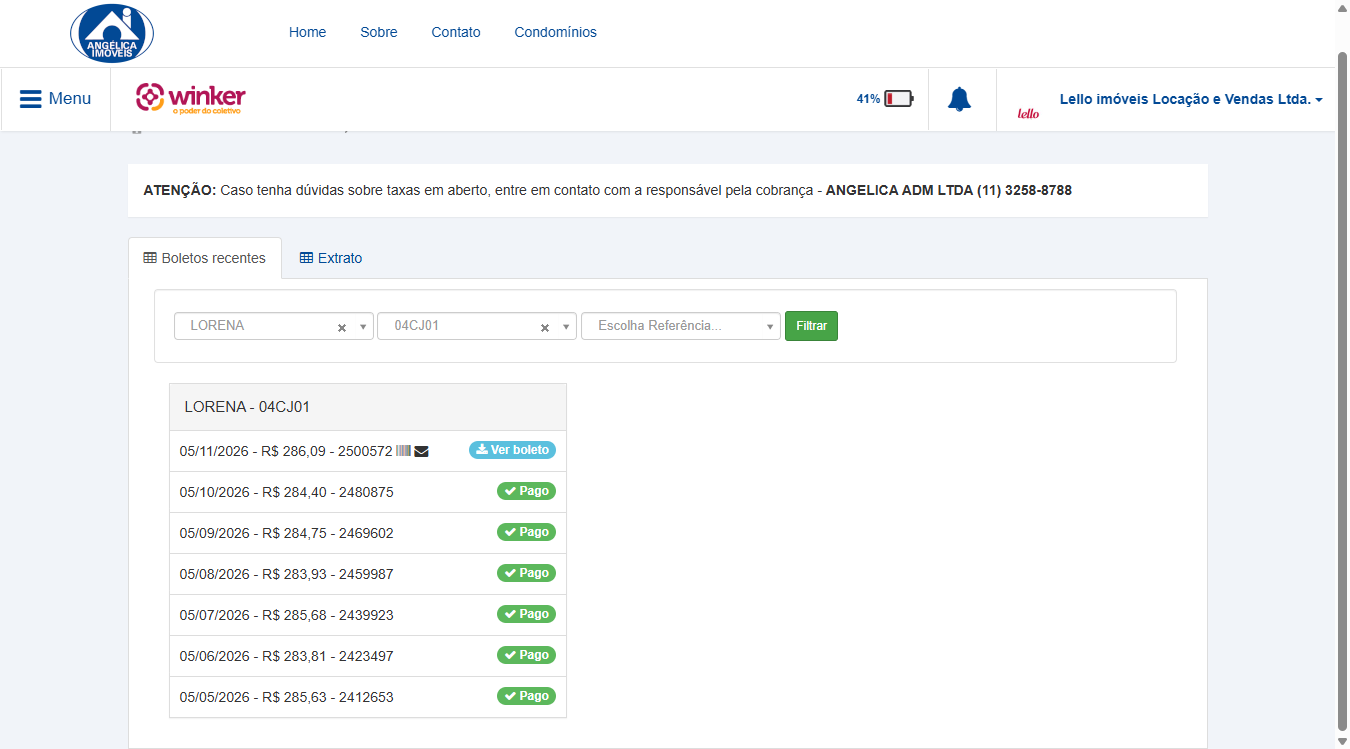 ANGÉLICA
IMÓVEIS
Home Sobre Contato Condomínios
Menu
winker
o poder do coletivo
41%
lello
Lello imóveis Locação e Vendas Ltda.
ATENÇÃO: Caso tenha dúvidas sobre taxas em aberto, entre em contato com a responsável pela cobrança - ANGELICA ADM LTDA (11) 3258-8788
Boletos recentes Extrato
LORENA × 04CJ01 × Escolha Referência... Filtrar
LORENA - 04CJ01
05/11/2026 - R$ 286,09 - 2500572 Ver boleto
05/10/2026 - R$ 284,40 - 2480875 Pago
05/09/2026 - R$ 284,75 - 2469602 Pago
05/08/2026 - R$ 283,93 - 2459987 Pago
05/07/2026 - R$ 285,68 - 2439923 Pago
05/06/2026 - R$ 283,81 - 2423497 Pago
05/05/2026 - R$ 285,63 - 2412653 Pago